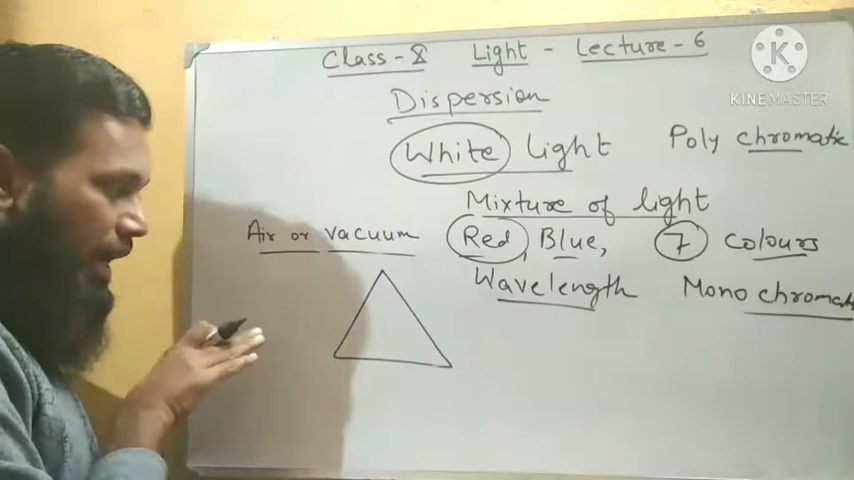 Class - 8 Light - Lecture - 6
Dispersion
White Light Poly chromatic
Mixture of light
Air or vacuum Red, Blue, 7 colours
Wavelength Mono chromat
K
KINEMASTER